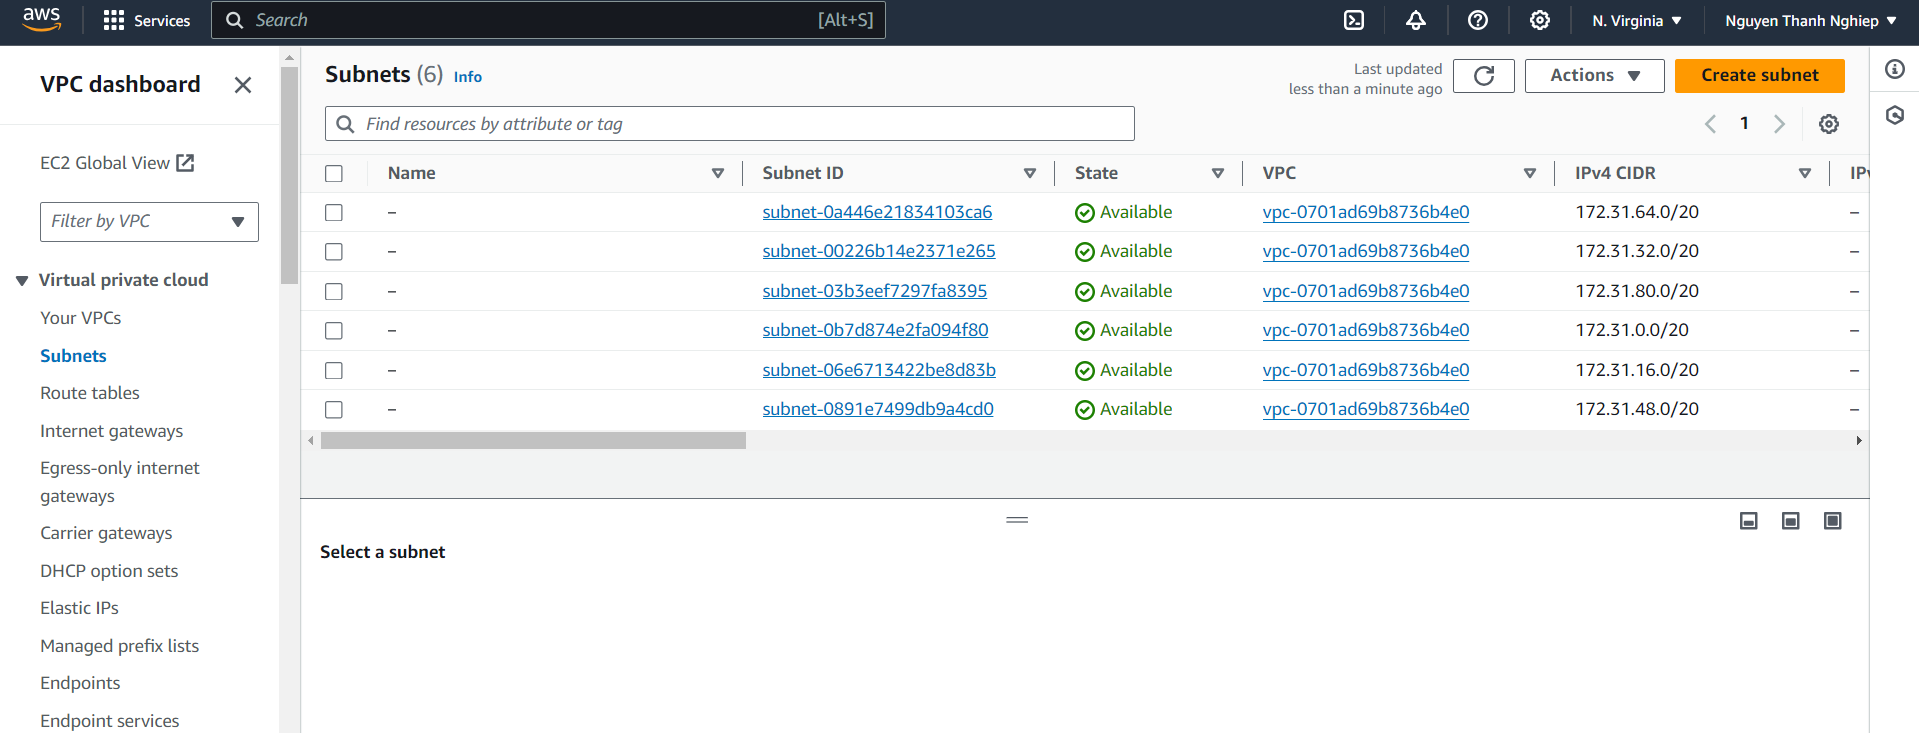 aws
Services
Search [Alt+S]
N. Virginia
Nguyen Thanh Nghiep
VPC dashboard
EC2 Global View
Filter by VPC
Virtual private cloud
Your VPCs
Subnets
Route tables
Internet gateways
Egress-only internet
gateways
Carrier gateways
DHCP option sets
Elastic IPs
Managed prefix lists
Endpoints
Endpoint services
Subnets (6) Info
Last updated
less than a minute ago
Actions
Create subnet
Find resources by attribute or tag
1
Name Subnet ID State VPC IPv4 CIDR IPv
– subnet-0a446e21834103ca6 Available vpc-0701ad69b8736b4e0 172.31.64.0/20 –
– subnet-00226b14e2371e265 Available vpc-0701ad69b8736b4e0 172.31.32.0/20 –
– subnet-03b3eef7297fa8395 Available vpc-0701ad69b8736b4e0 172.31.80.0/20 –
– subnet-0b7d874e2fa094f80 Available vpc-0701ad69b8736b4e0 172.31.0.0/20 –
– subnet-06e6713422be8d83b Available vpc-0701ad69b8736b4e0 172.31.16.0/20 –
– subnet-0891e7499db9a4cd0 Available vpc-0701ad69b8736b4e0 172.31.48.0/20 –
Select a subnet